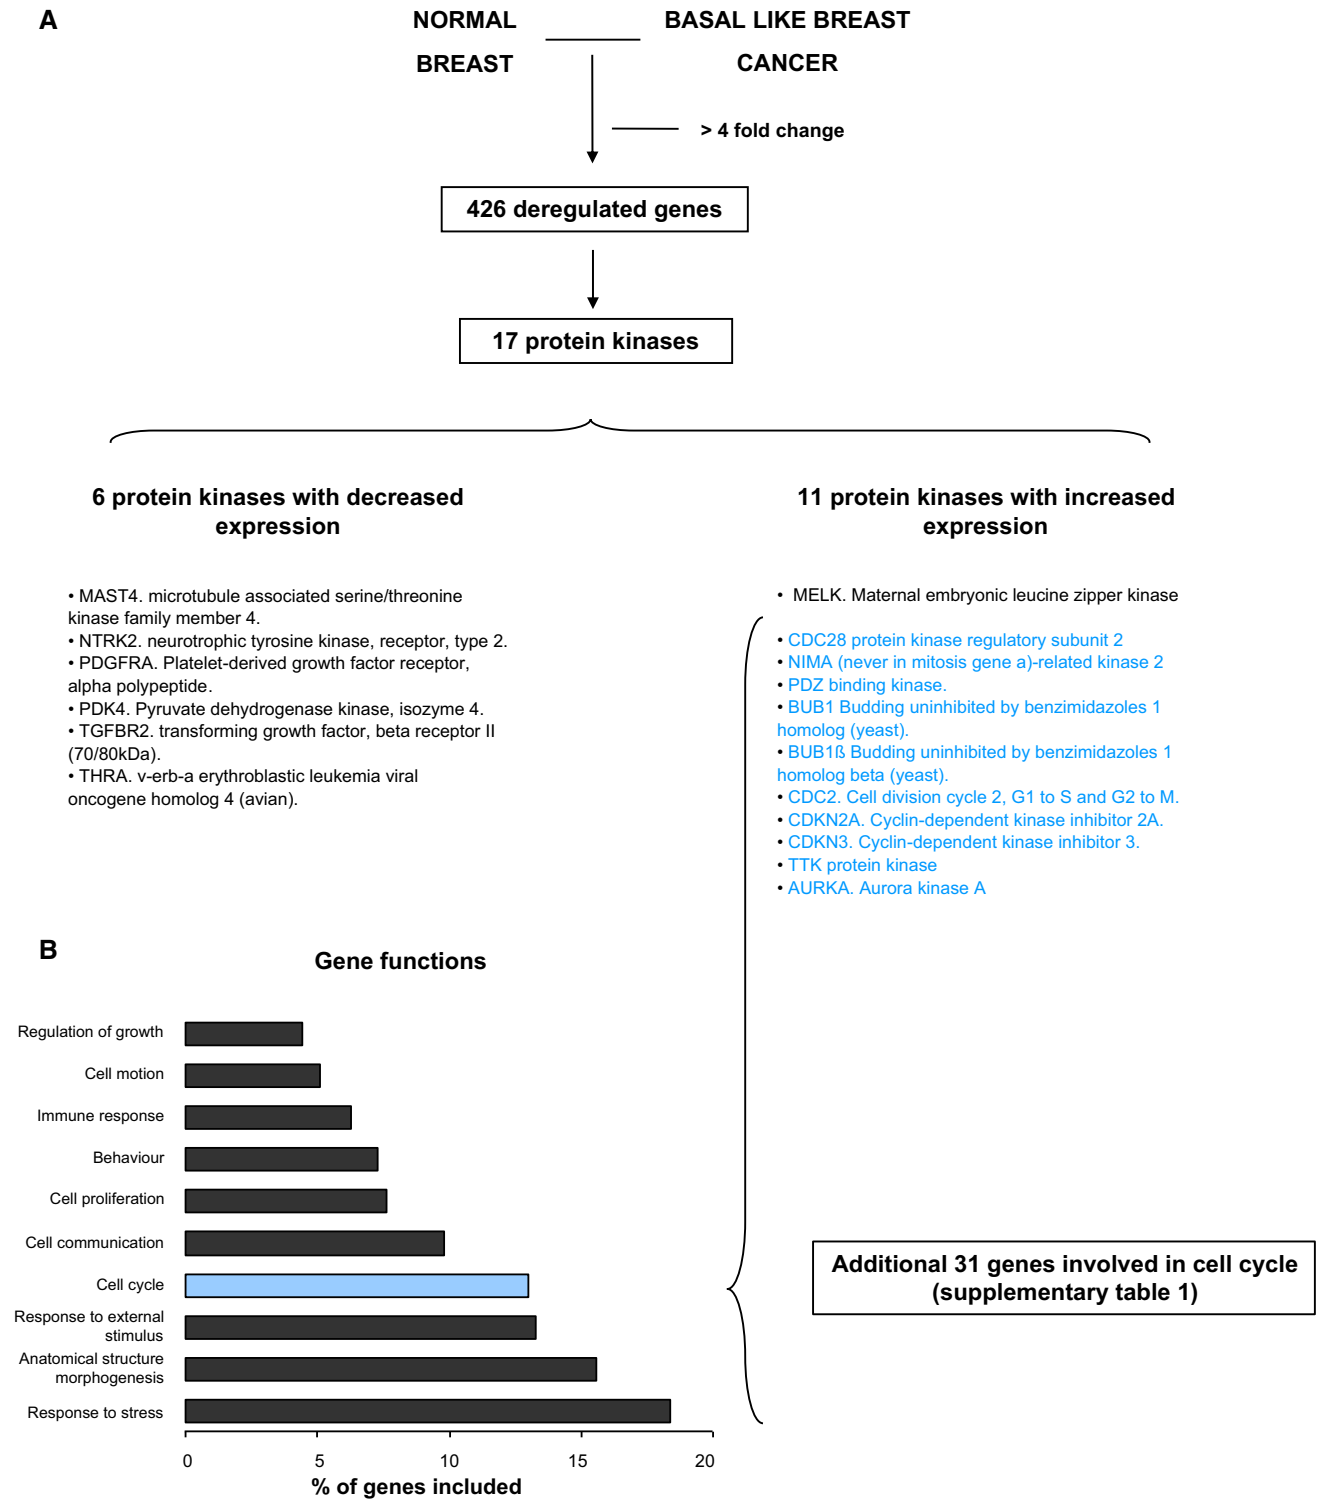 A
NORMAL BREAST
BASAL LIKE BREAST CANCER
> 4 fold change
426 deregulated genes
17 protein kinases
6 protein kinases with decreased
expression
• MAST4. microtubule associated serine/threonine
kinase family member 4.
• NTRK2. neurotrophic tyrosine kinase, receptor, type 2.
• PDGFRA. Platelet-derived growth factor receptor,
alpha polypeptide.
• PDK4. Pyruvate dehydrogenase kinase, isozyme 4.
• TGFBR2. transforming growth factor, beta receptor II
(70/80kDa).
• THRA. v-erb-a erythroblastic leukemia viral
oncogene homolog 4 (avian).
11 protein kinases with increased
expression
• MELK. Maternal embryonic leucine zipper kinase
• CDC28 protein kinase regulatory subunit 2
• NIMA (never in mitosis gene a)-related kinase 2
• PDZ binding kinase.
• BUB1 Budding uninhibited by benzimidazoles 1
homolog (yeast).
• BUB1ß Budding uninhibited by benzimidazoles 1
homolog beta (yeast).
• CDC2. Cell division cycle 2, G1 to S and G2 to M.
• CDKN2A. Cyclin-dependent kinase inhibitor 2A.
• CDKN3. Cyclin-dependent kinase inhibitor 3.
• TTK protein kinase
• AURKA. Aurora kinase A
B
Gene functions
Regulation of growth
Cell motion
Immune response
Behaviour
Cell proliferation
Cell communication
Cell cycle
Response to external
stimulus
Anatomical structure
morphogenesis
Response to stress
0 5 10 15 20
% of genes included
Additional 31 genes involved in cell cycle
(supplementary table 1)